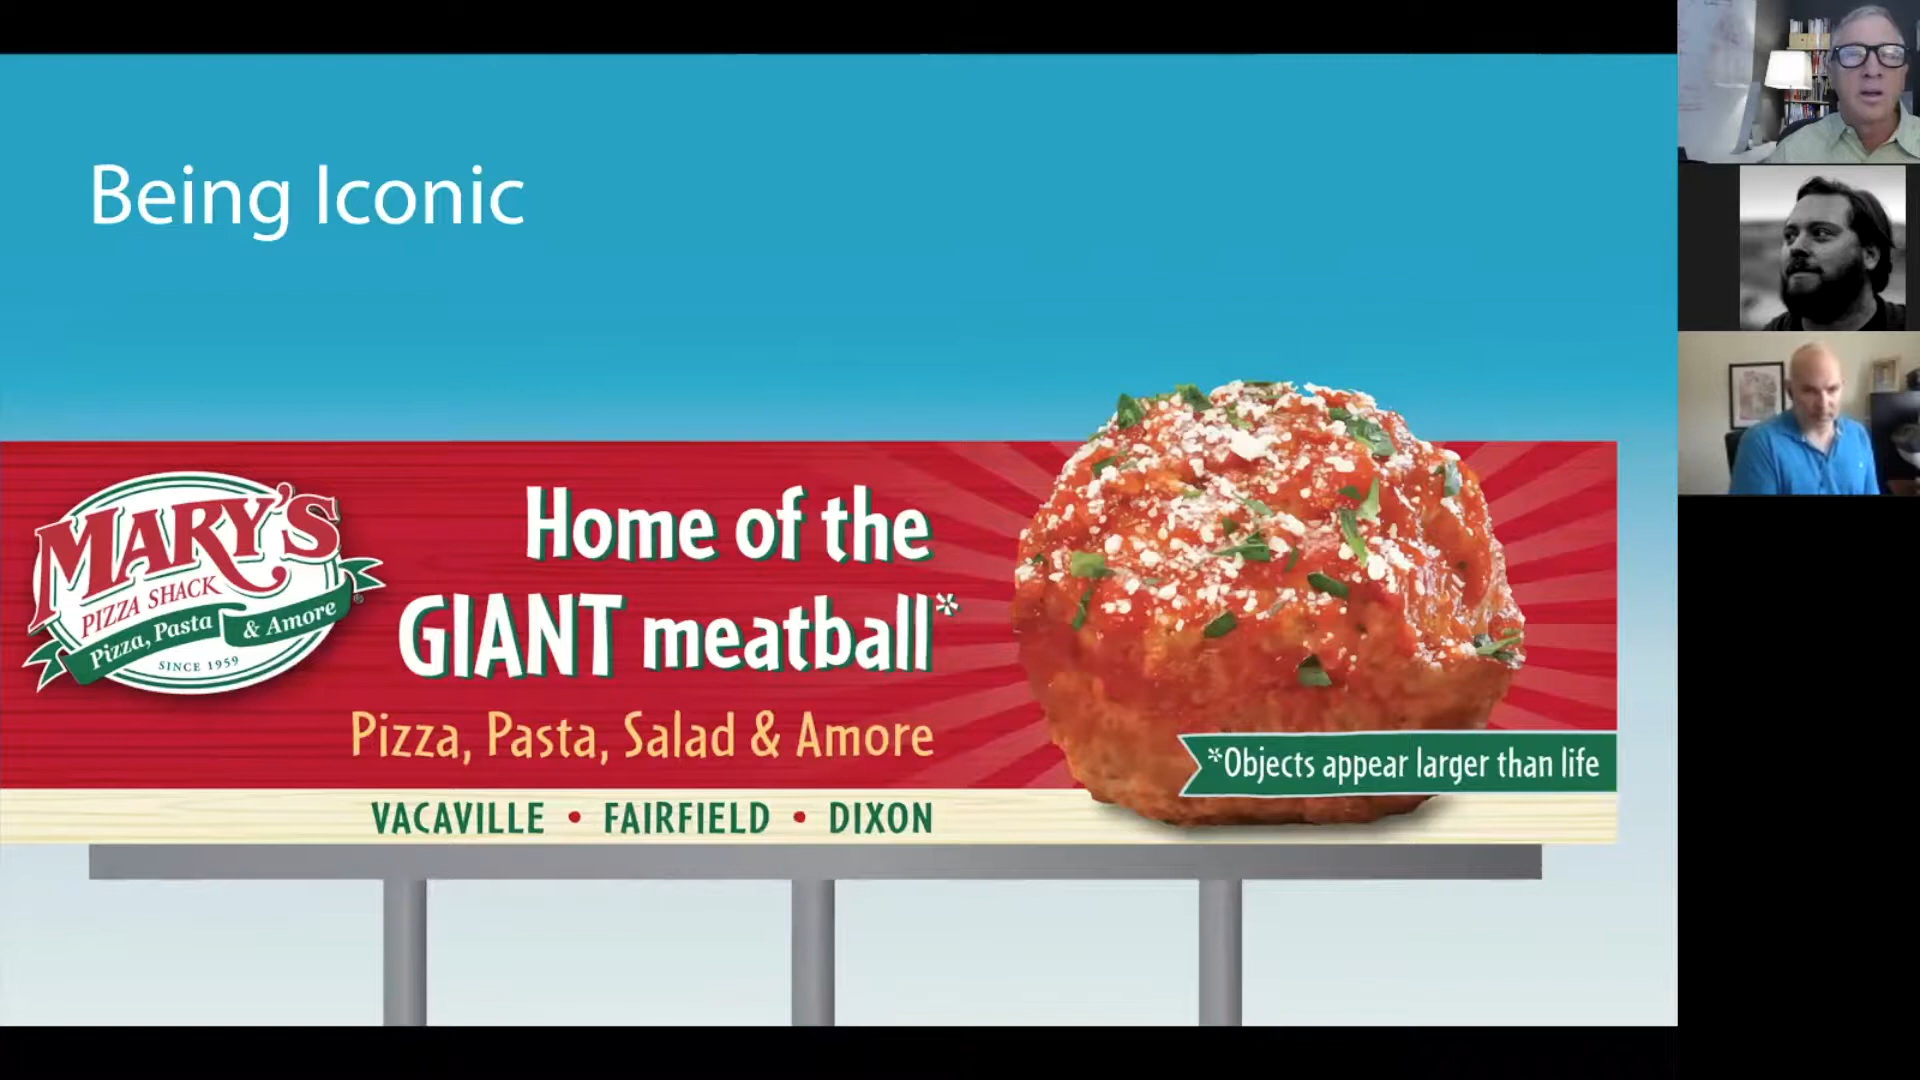 Being Iconic
MARY'S
PIZZA SHACK
Pizza, Pasta & Amore
SINCE 1959
®
Home of the
GIANT meatball*
Pizza, Pasta, Salad & Amore
*Objects appear larger than life
VACAVILLE • FAIRFIELD • DIXON